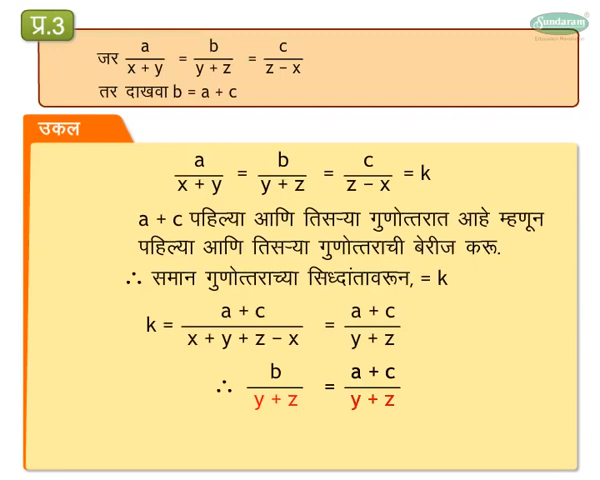 प्र.3
Sundaram
जर a/(x + y) = b/(y + z) = c/(z – x)
तर दाखवा b = a + c
उकल
a/(x + y) = b/(y + z) = c/(z – x) = k
a + c पहिल्या आणि तिसऱ्या गुणोत्तरात आहे म्हणून
पहिल्या आणि तिसऱ्या गुणोत्तराची बेरीज करू.
∴ समान गुणोत्तराच्या सिध्दांतावरून, = k
k = (a + c)/(x + y + z – x) = (a + c)/(y + z)
∴ b/(y + z) = (a + c)/(y + z)